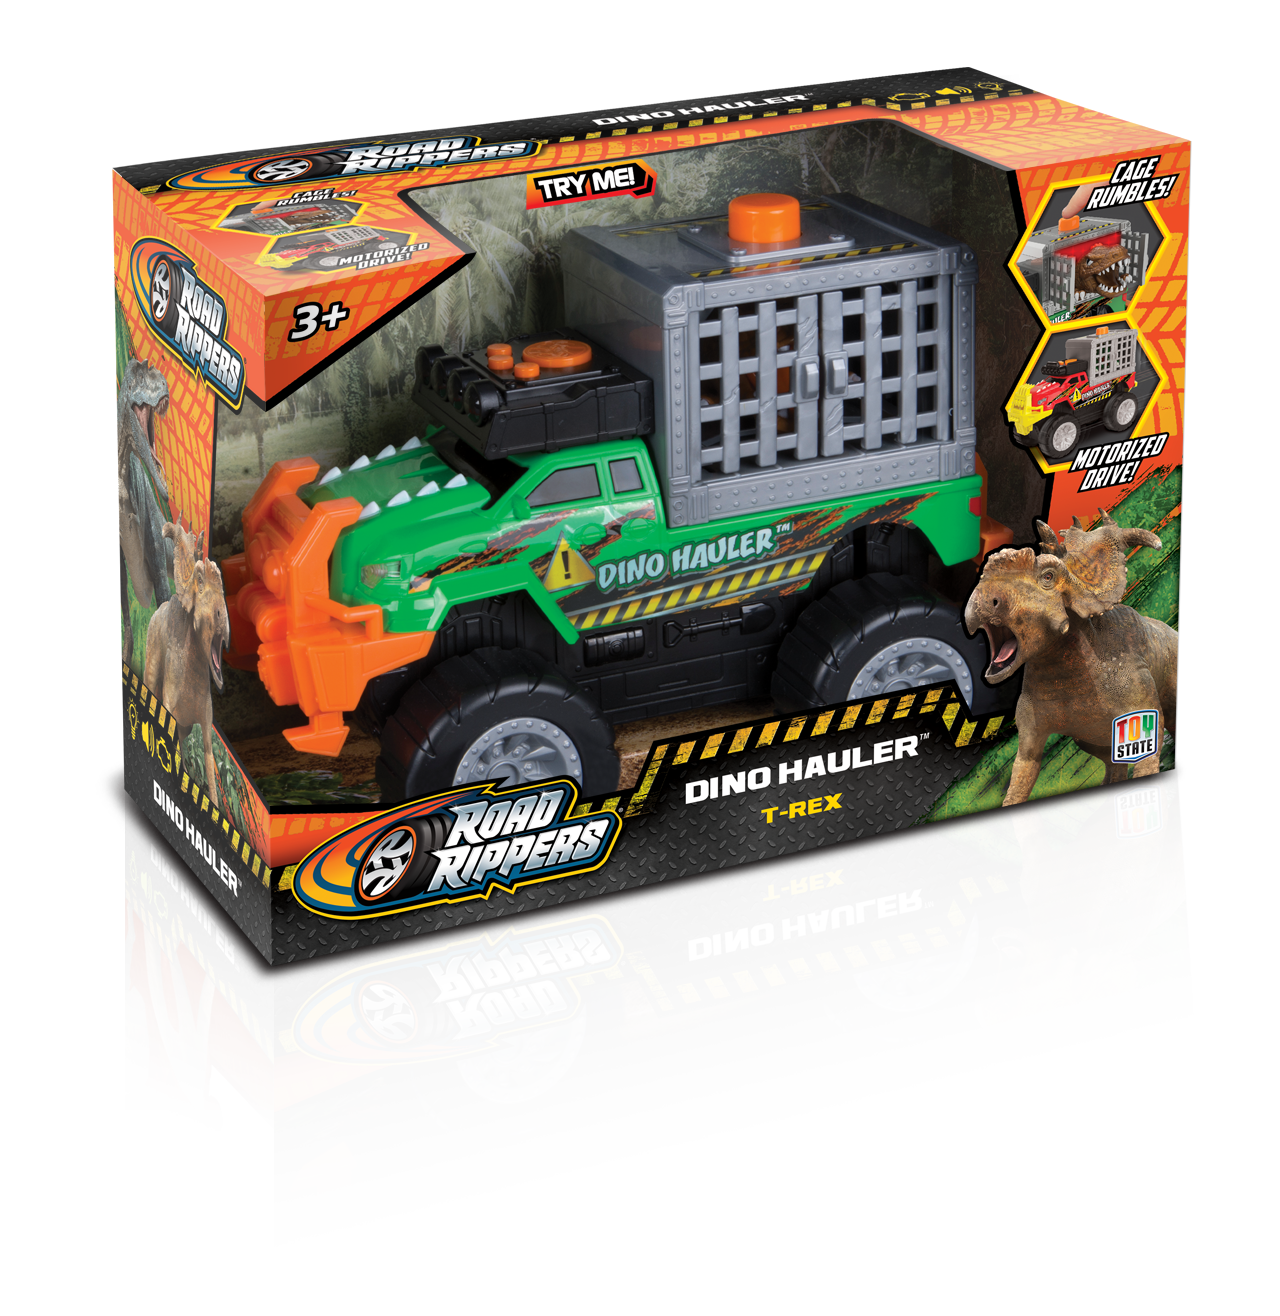 DINO HAULER™
ROAD
RIPPERS
CAGE
RUMBLES!
MOTORIZED
DRIVE!
TRY ME!
CAGE
RUMBLES!
3+
ROAD
RIPPERS
MOTORIZED
DRIVE!
DINO HAULER™
TOY
STATE
DINO HAULER™
T-REX
ROAD
RIPPERS
DINO HAULER™